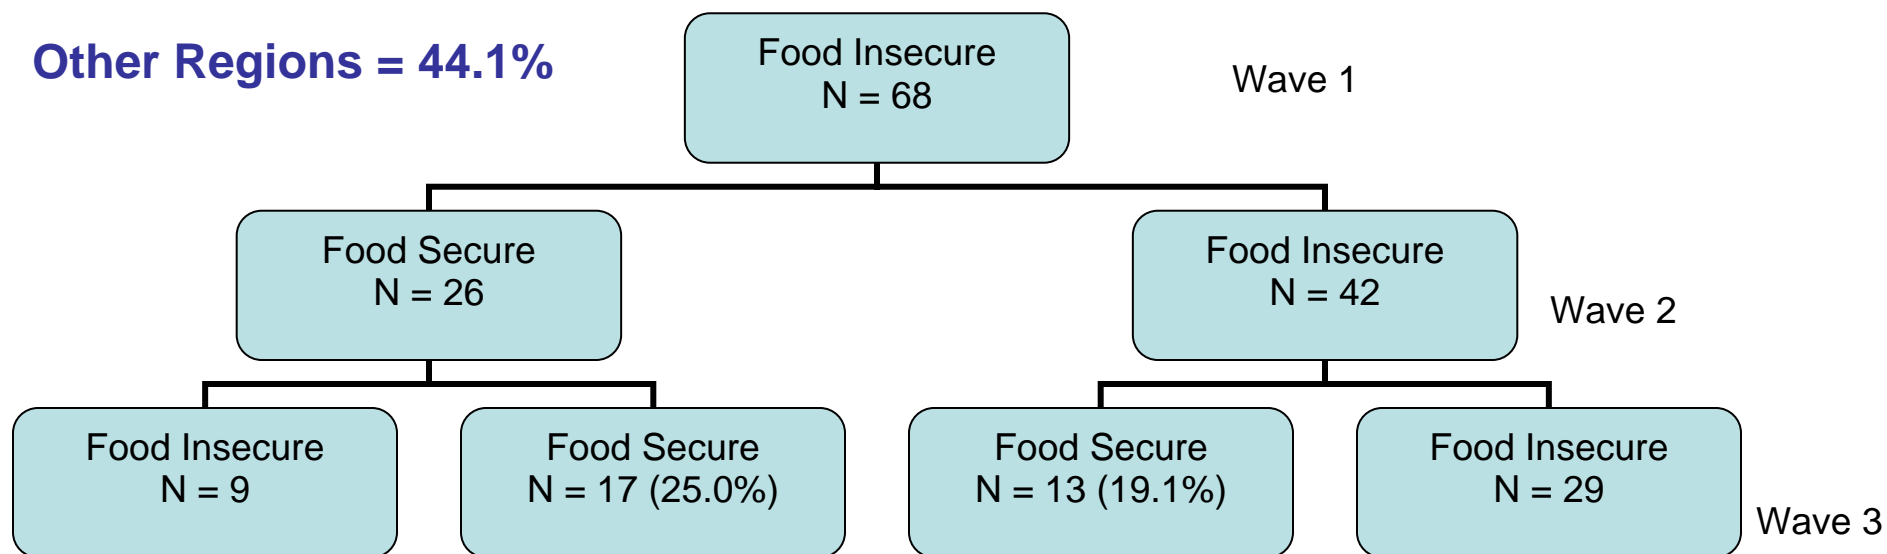 Other Regions = 44.1%
Food Insecure
N = 68
Wave 1
Food Secure
N = 26
Food Insecure
N = 42
Wave 2
Food Insecure
N = 9
Food Secure
N = 17 (25.0%)
Food Secure
N = 13 (19.1%)
Food Insecure
N = 29
Wave 3